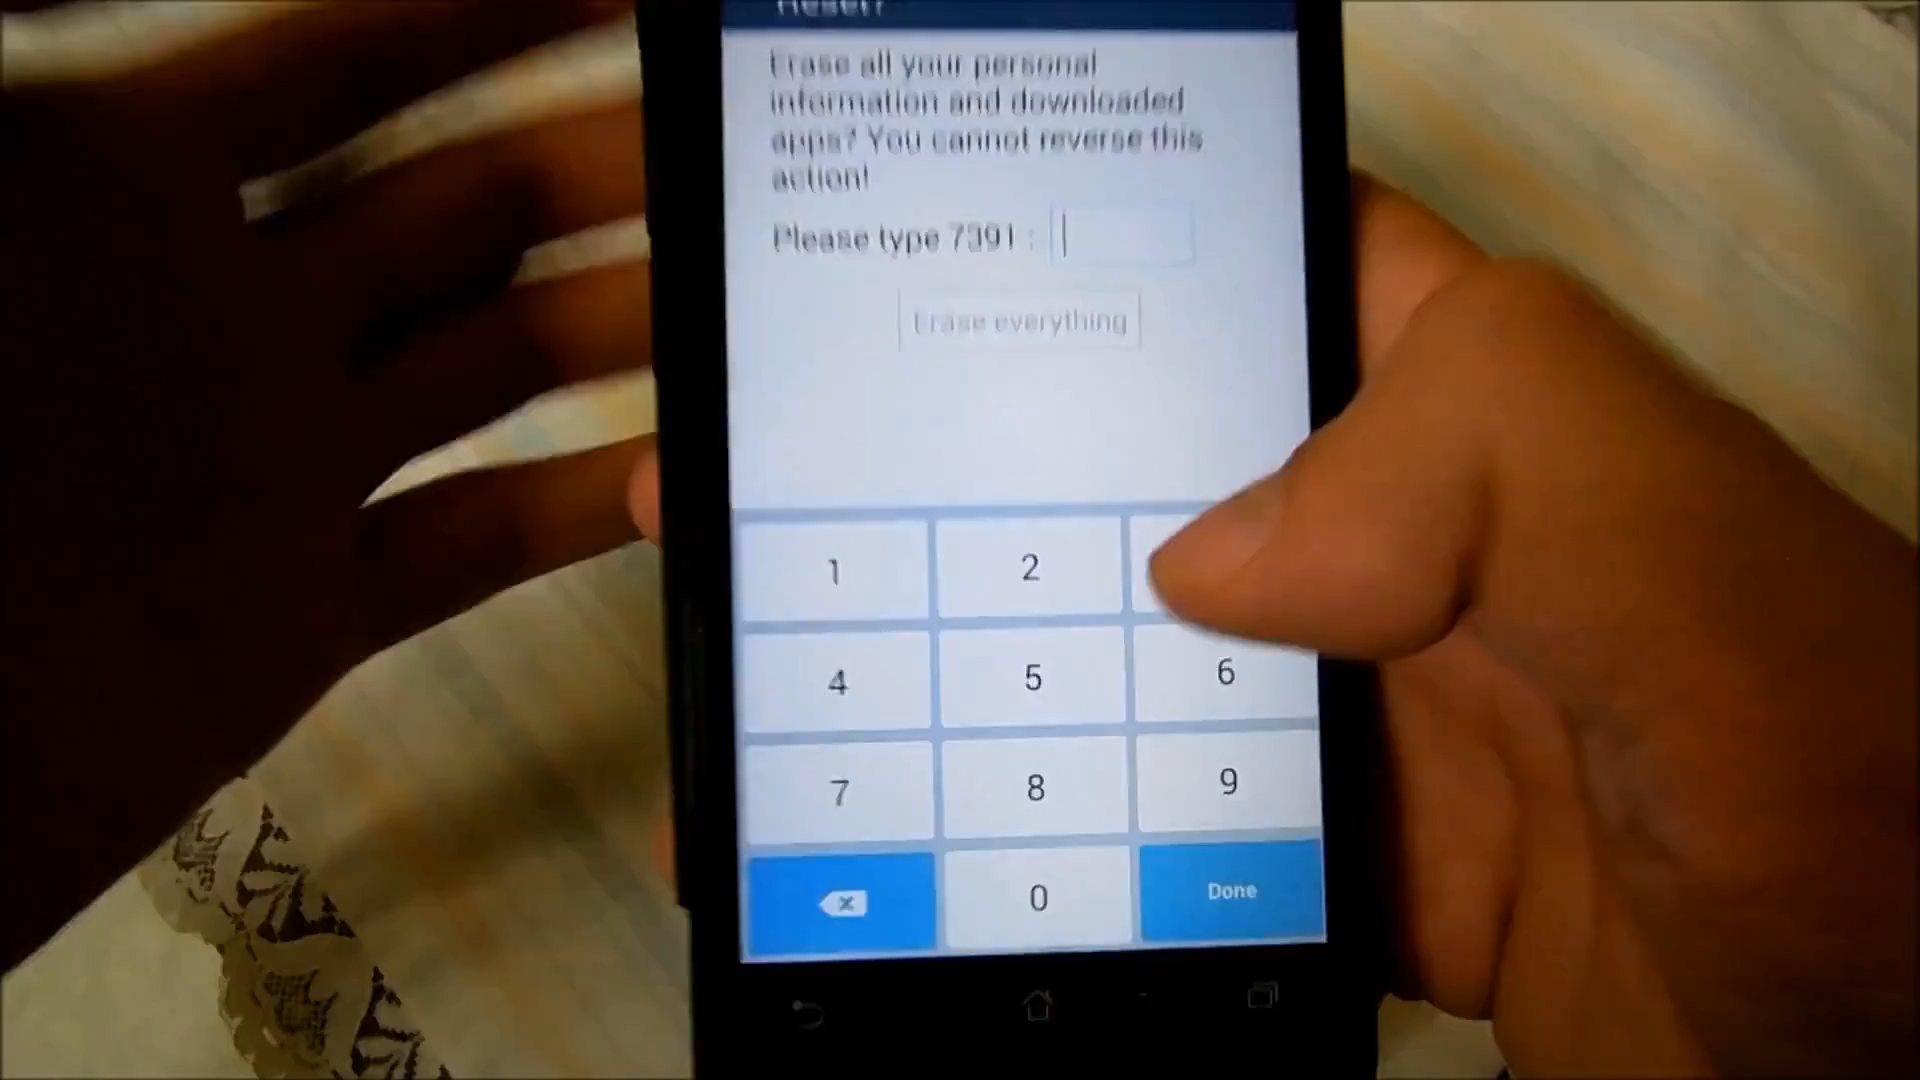 Reset?
Erase all your personal
information and downloaded
apps? You cannot reverse this
action!
Please type 7391 :
Erase everything
1 2
4 5 6
7 8 9
0 Done